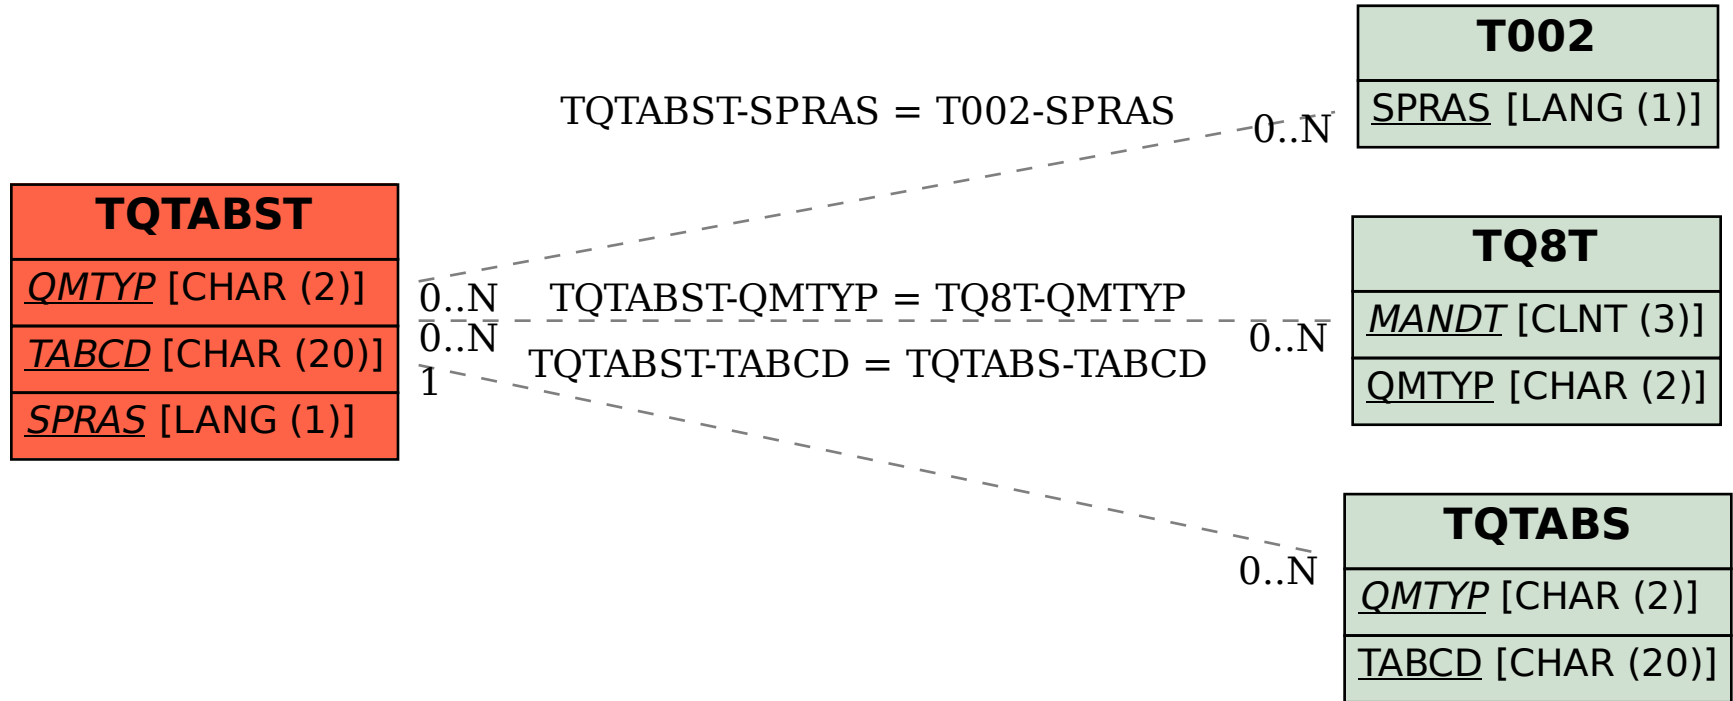 T002
SPRAS [LANG (1)]
TQTABST-SPRAS = T002-SPRAS
0..N
TQTABST
QMTYP [CHAR (2)]
TABCD [CHAR (20)]
SPRAS [LANG (1)]
0..N
TQTABST-QMTYP = TQ8T-QMTYP
0..N
0..N
TQTABST-TABCD = TQTABS-TABCD
1
TQ8T
MANDT [CLNT (3)]
QMTYP [CHAR (2)]
0..N
TQTABS
QMTYP [CHAR (2)]
TABCD [CHAR (20)]